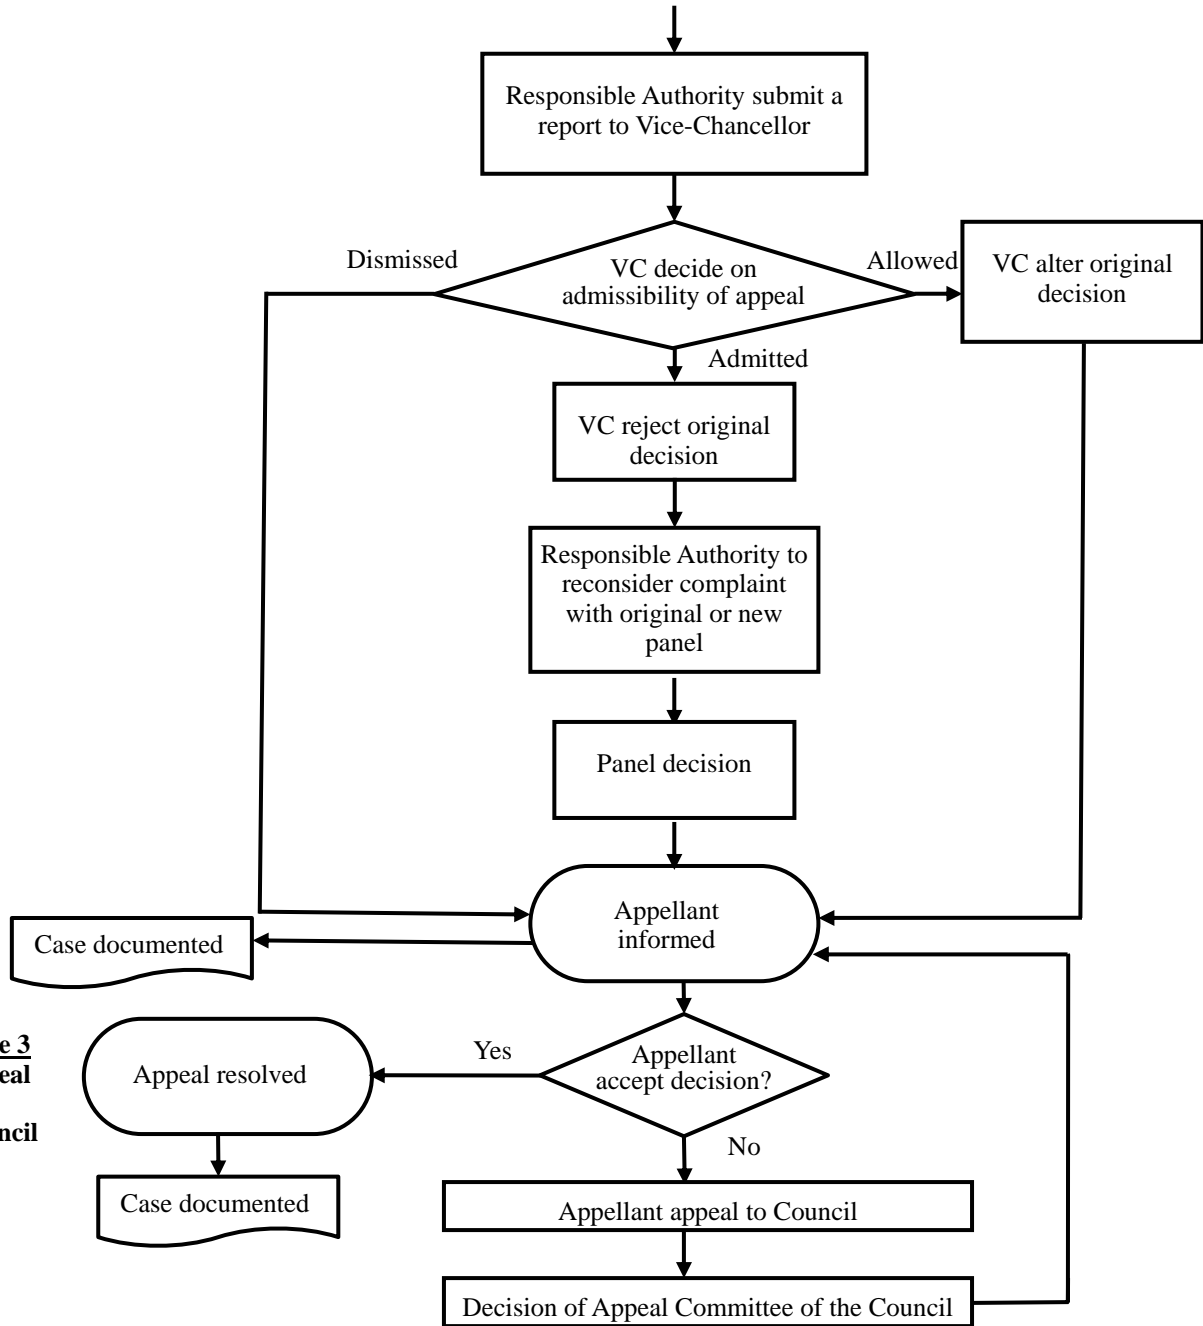 Responsible Authority submit a
report to Vice-Chancellor
Dismissed
VC decide on
admissibility of appeal
Allowed
VC alter original
decision
Admitted
VC reject original
decision
Responsible Authority to
reconsider complaint
with original or new
panel
Panel decision
Appellant
informed
Case documented
e 3
eal
ncil
Appeal resolved
Yes
Appellant
accept decision?
No
Case documented
Appellant appeal to Council
Decision of Appeal Committee of the Council